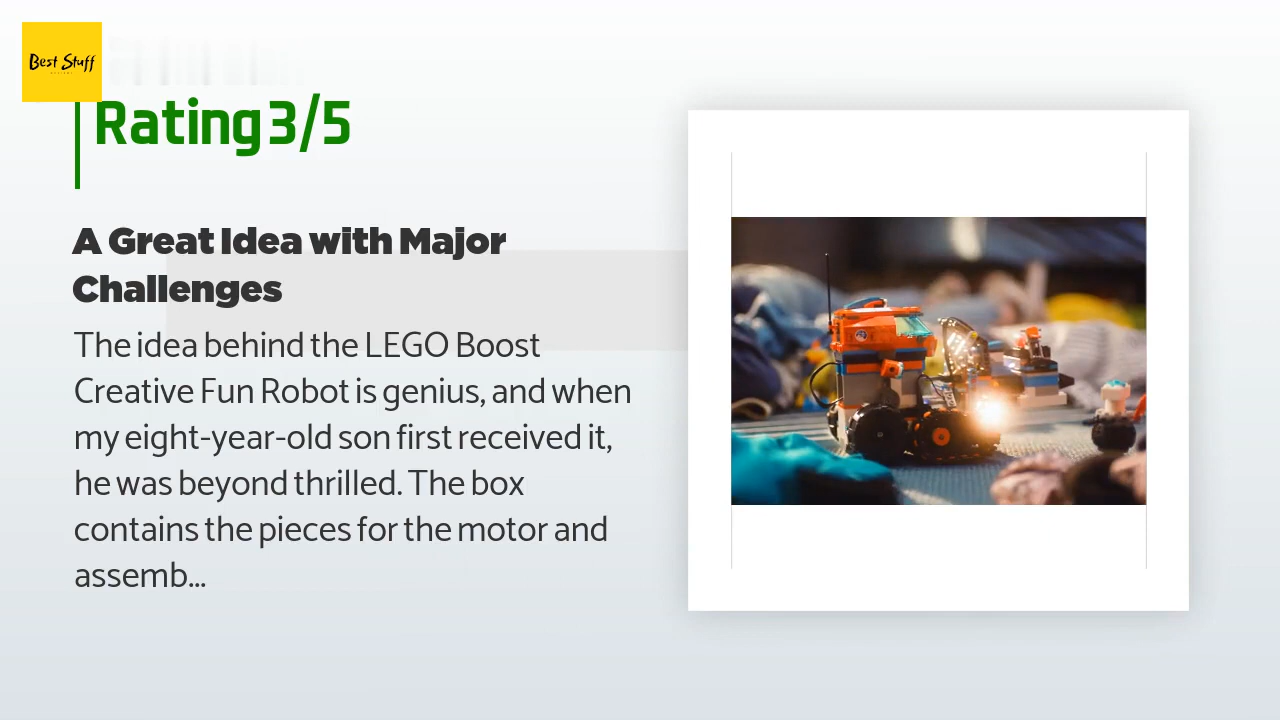 Best Stuff
Rating 3/5
A Great Idea with Major
Challenges
The idea behind the LEGO Boost
Creative Fun Robot is genius, and when
my eight-year-old son first received it,
he was beyond thrilled. The box
contains the pieces for the motor and
assemb...